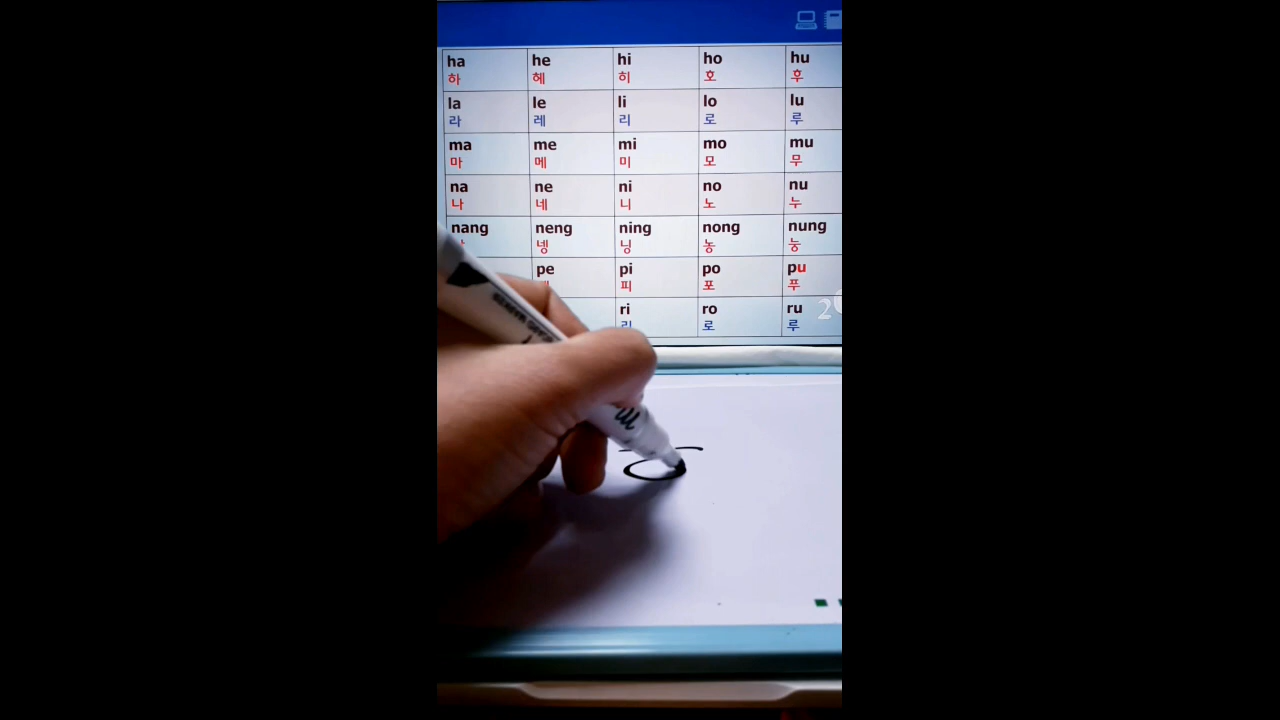 ha he hi ho hu
하 헤 히 호 후
la le li lo lu
라 레 리 로 루
ma me mi mo mu
마 메 미 모 무
na ne ni no nu
나 네 니 노 누
nang neng ning nong nung
넹 닝 농 눙
pe pi po pu
피 포 푸
ri ro ru
리 로 루